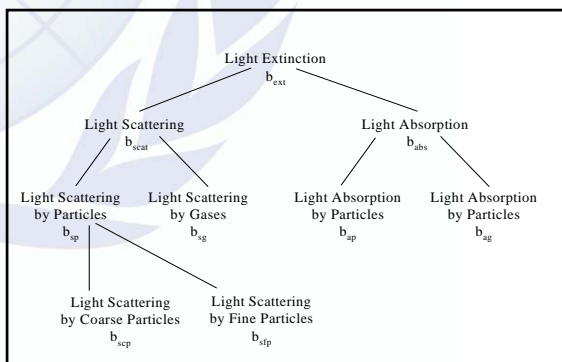 Light Extinction
b_ext
Light Scattering
b_scat
Light Absorption
b_abs
Light Scattering
by Particles
b_sp
Light Scattering
by Gases
b_sg
Light Absorption
by Particles
b_ap
Light Absorption
by Particles
b_ag
Light Scattering
by Coarse Particles
b_scp
Light Scattering
by Fine Particles
b_sfp